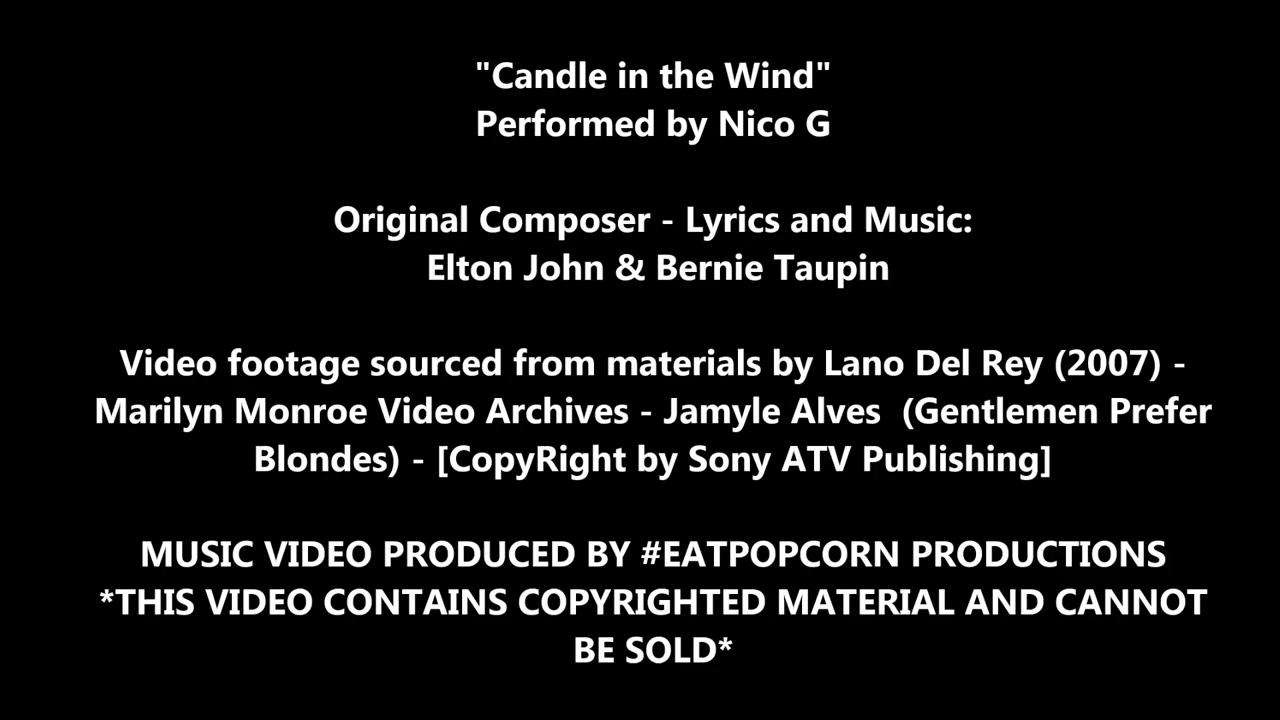 "Candle in the Wind"
Performed by Nico G
Original Composer - Lyrics and Music:
Elton John & Bernie Taupin
Video footage sourced from materials by Lano Del Rey (2007) -
Marilyn Monroe Video Archives - Jamyle Alves  (Gentlemen Prefer
Blondes) - [CopyRight by Sony ATV Publishing]
MUSIC VIDEO PRODUCED BY #EATPOPCORN PRODUCTIONS
*THIS VIDEO CONTAINS COPYRIGHTED MATERIAL AND CANNOT
BE SOLD*